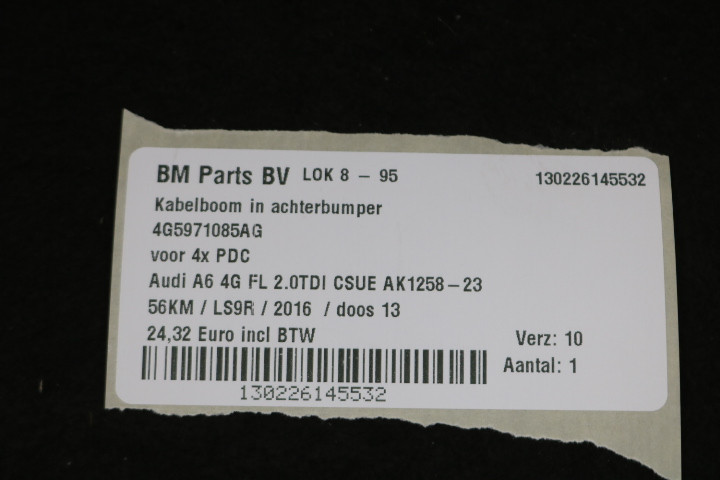 BM Parts BV LOK 8 - 95 130226145532
Kabelboom in achterbumper
4G5971085AG
voor 4x PDC
Audi A6 4G FL 2.0TDI CSUE AK1258-23
56KM / LS9R / 2016 / doos 13
24,32 Euro incl BTW Verz: 10
Aantal: 1
130226145532